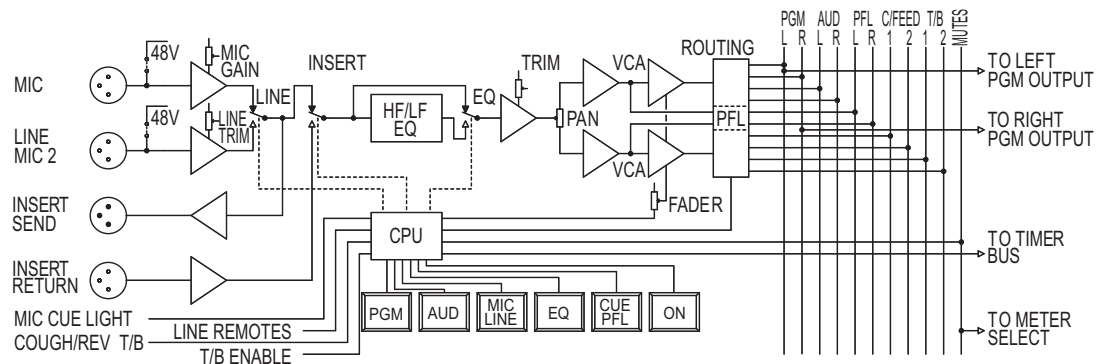 PGM
L
R
AUD
L
R
PFL
L
R
C/FEED
1
2
T/B
1
2
MUTES
MIC
48V
MIC
GAIN
INSERT
LINE
EQ
TRIM
VCA
ROUTING
TO LEFT
PGM OUTPUT
LINE
MIC 2
48V
LINE
TRIM
HF/LF
EQ
PAN
PFL
VCA
TO RIGHT
PGM OUTPUT
INSERT
SEND
CPU
FADER
INSERT
RETURN
TO TIMER
BUS
PGM
AUD
MIC
LINE
EQ
CUE
PFL
ON
MIC CUE LIGHT
LINE REMOTES
COUGH/REV T/B
T/B ENABLE
TO METER
SELECT